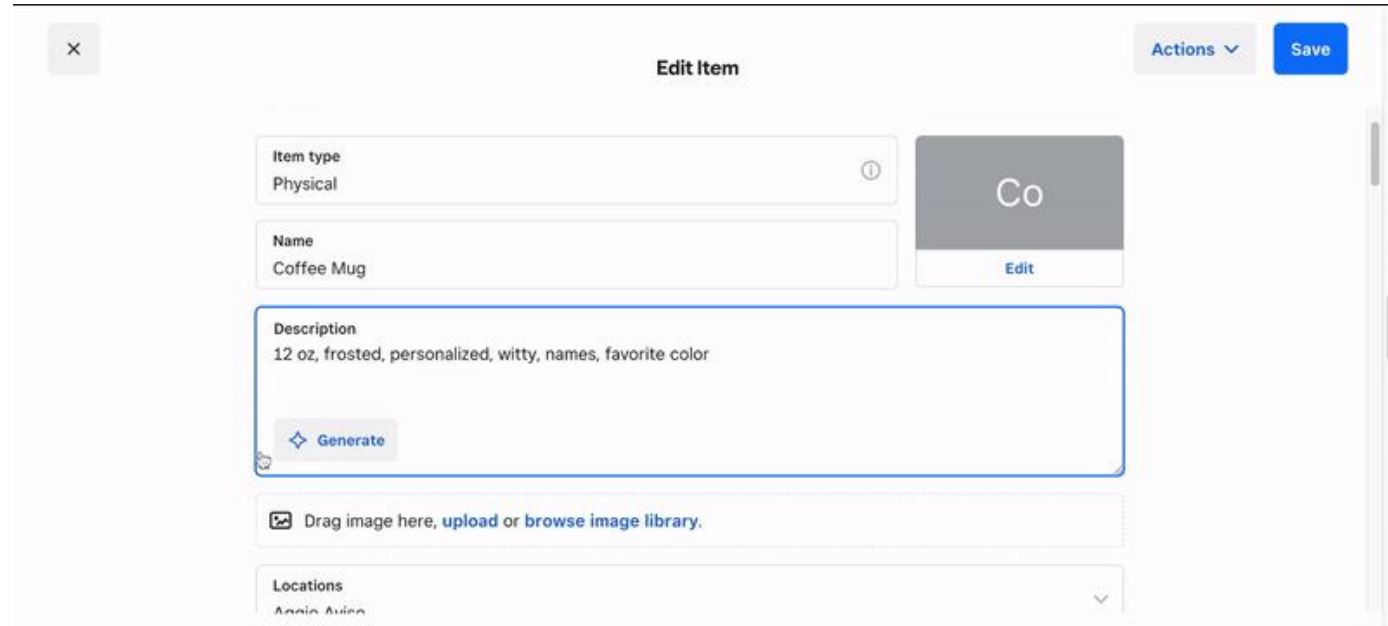 Edit Item
Actions
Save
Item type
Physical
Co
Name
Coffee Mug
Edit
Description
12 oz, frosted, personalized, witty, names, favorite color
Generate
Drag image here, upload or browse image library.
Locations